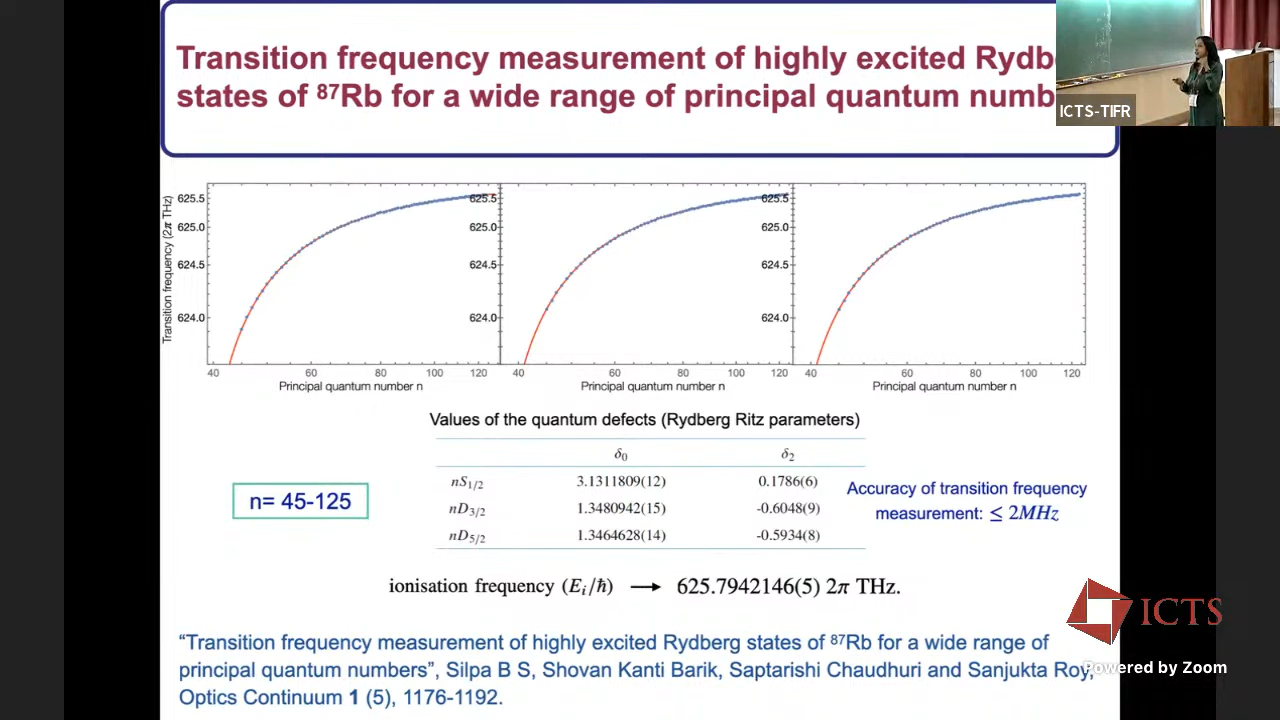 Transition frequency measurement of highly excited Rydb
states of ⁸⁷Rb for a wide range of principal quantum numb
ICTS-TIFR
Transition frequency (2π THz)
625.5
625.0
624.5
624.0
40 60 80 100 120
Principal quantum number n
625.5
625.0
624.5
624.0
40 60 80 100 120
Principal quantum number n
625.5
625.0
624.5
624.0
40 60 80 100 120
Principal quantum number n
Values of the quantum defects (Rydberg Ritz parameters)
δ₀ δ₂
nS₁/₂ 3.1311809(12) 0.1786(6)
nD₃/₂ 1.3480942(15) -0.6048(9)
nD₅/₂ 1.3464628(14) -0.5934(8)
n= 45-125
Accuracy of transition frequency
measurement: ≤ 2MHz
ionisation frequency (Eᵢ/ℏ) → 625.7942146(5) 2π THz.
ICTS
“Transition frequency measurement of highly excited Rydberg states of ⁸⁷Rb for a wide range of
principal quantum numbers”, Silpa B S, Shovan Kanti Barik, Saptarishi Chaudhuri and Sanjukta Roy,
Optics Continuum 1 (5), 1176-1192.
Powered by Zoom